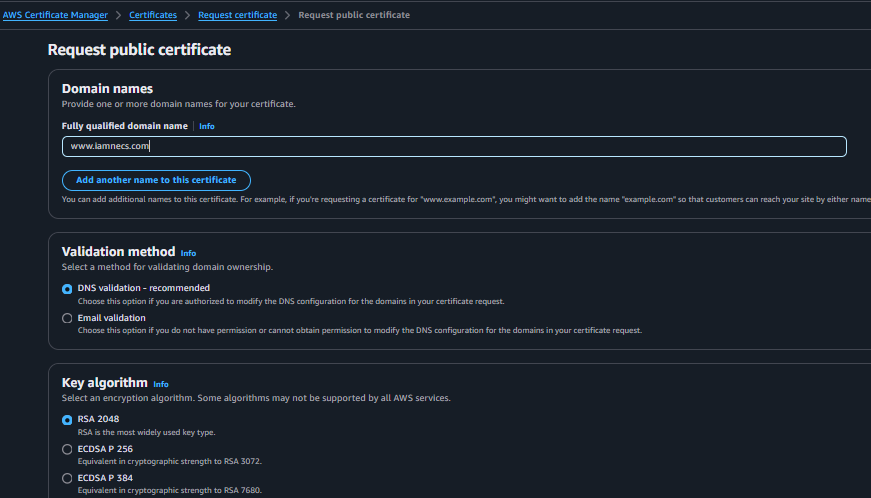 AWS Certificate Manager > Certificates > Request certificate > Request public certificate
Request public certificate
Domain names
Provide one or more domain names for your certificate.
Fully qualified domain name | Info
www.iamnecs.com
Add another name to this certificate
You can add additional names to this certificate. For example, if you're requesting a certificate for "www.example.com", you might want to add the name "example.com" so that customers can reach your site by either name
Validation method Info
Select a method for validating domain ownership.
DNS validation - recommended
Choose this option if you are authorized to modify the DNS configuration for the domains in your certificate request.
Email validation
Choose this option if you do not have permission or cannot obtain permission to modify the DNS configuration for the domains in your certificate request.
Key algorithm Info
Select an encryption algorithm. Some algorithms may not be supported by all AWS services.
RSA 2048
RSA is the most widely used key type.
ECDSA P 256
Equivalent in cryptographic strength to RSA 3072.
ECDSA P 384
Equivalent in cryptographic strength to RSA 7680.